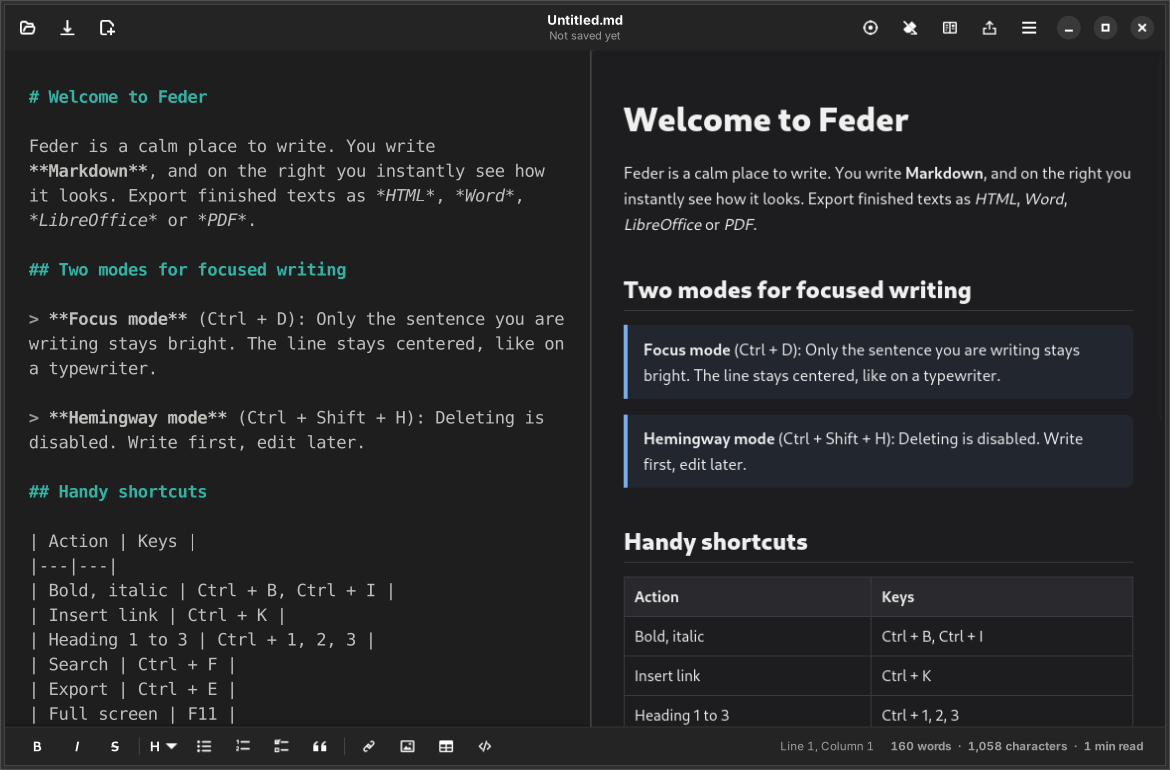 Untitled.md
Not saved yet
# Welcome to Feder
Feder is a calm place to write. You write
**Markdown**, and on the right you instantly see how
it looks. Export finished texts as *HTML*, *Word*,
*LibreOffice* or *PDF*.
## Two modes for focused writing
> **Focus mode** (Ctrl + D): Only the sentence you are
writing stays bright. The line stays centered, like on
a typewriter.
> **Hemingway mode** (Ctrl + Shift + H): Deleting is
disabled. Write first, edit later.
## Handy shortcuts
| Action | Keys |
|---|---|
| Bold, italic | Ctrl + B, Ctrl + I |
| Insert link | Ctrl + K |
| Heading 1 to 3 | Ctrl + 1, 2, 3 |
| Search | Ctrl + F |
| Export | Ctrl + E |
| Full screen | F11 |
Welcome to Feder
Feder is a calm place to write. You write Markdown, and on the right you
instantly see how it looks. Export finished texts as HTML, Word,
LibreOffice or PDF.
Two modes for focused writing
Focus mode (Ctrl + D): Only the sentence you are writing stays
bright. The line stays centered, like on a typewriter.
Hemingway mode (Ctrl + Shift + H): Deleting is disabled. Write
first, edit later.
Handy shortcuts
Action Keys
Bold, italic Ctrl + B, Ctrl + I
Insert link Ctrl + K
Heading 1 to 3 Ctrl + 1, 2, 3
B I S H
Line 1, Column 1 160 words · 1,058 characters · 1 min read